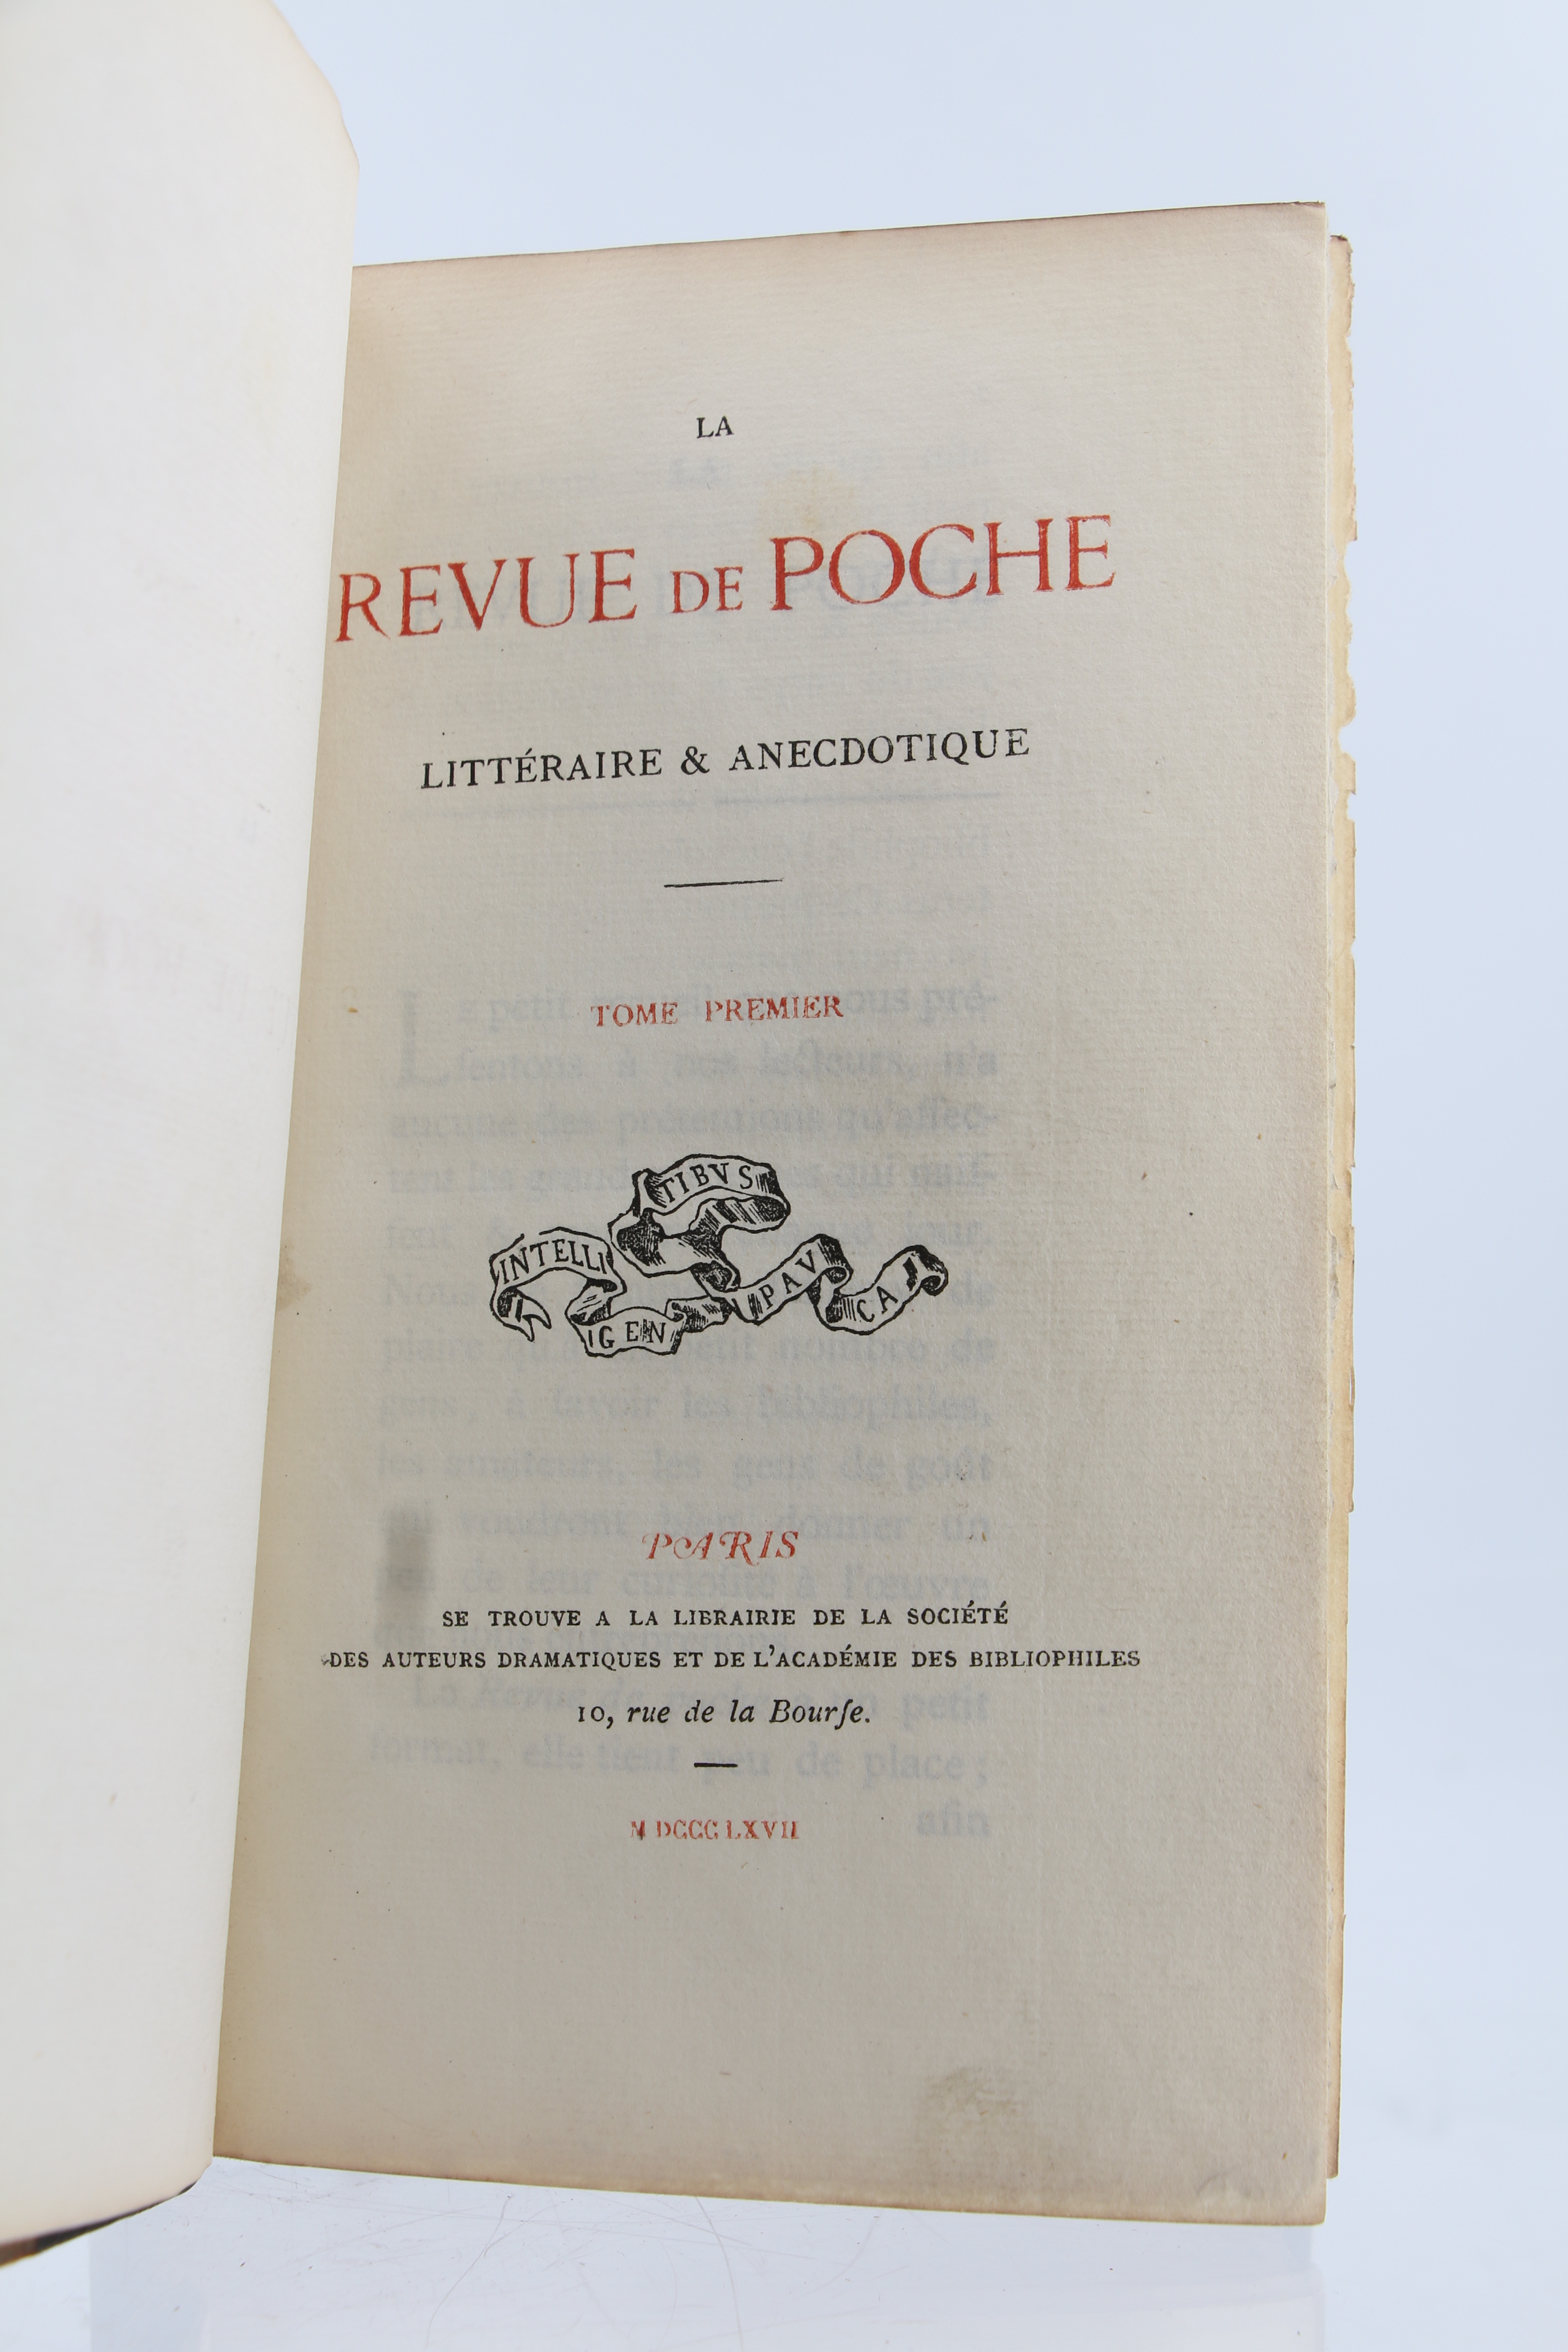 LA
REVUE DE POCHE
LITTÉRAIRE & ANECDOTIQUE
TOME PREMIER
INTELLI
IGEN
TIBVS
PAV
CA
PARIS
SE TROUVE A LA LIBRAIRIE DE LA SOCIÉTÉ
DES AUTEURS DRAMATIQUES ET DE L'ACADÉMIE DES BIBLIOPHILES
10, rue de la Bourſe.
M DCCC LXVII